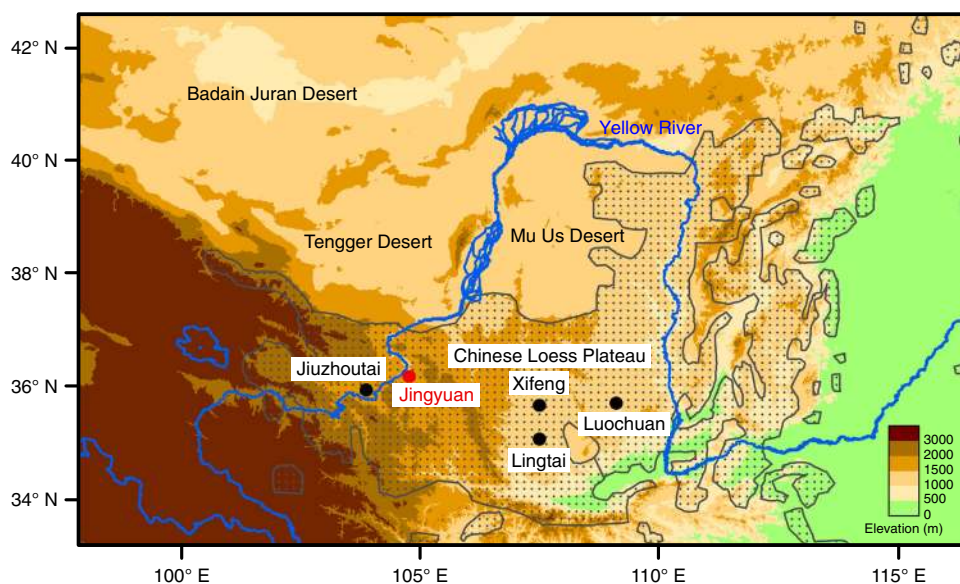 42° N
Badain Juran Desert
Yellow River
40° N
Tengger Desert
Mu Us Desert
38° N
Chinese Loess Plateau
Jiuzhoutai
Xifeng
36° N
Jingyuan
Luochuan
Lingtai
3000
2000
1500
1000
500
0
Elevation (m)
34° N
100° E
105° E
110° E
115° E